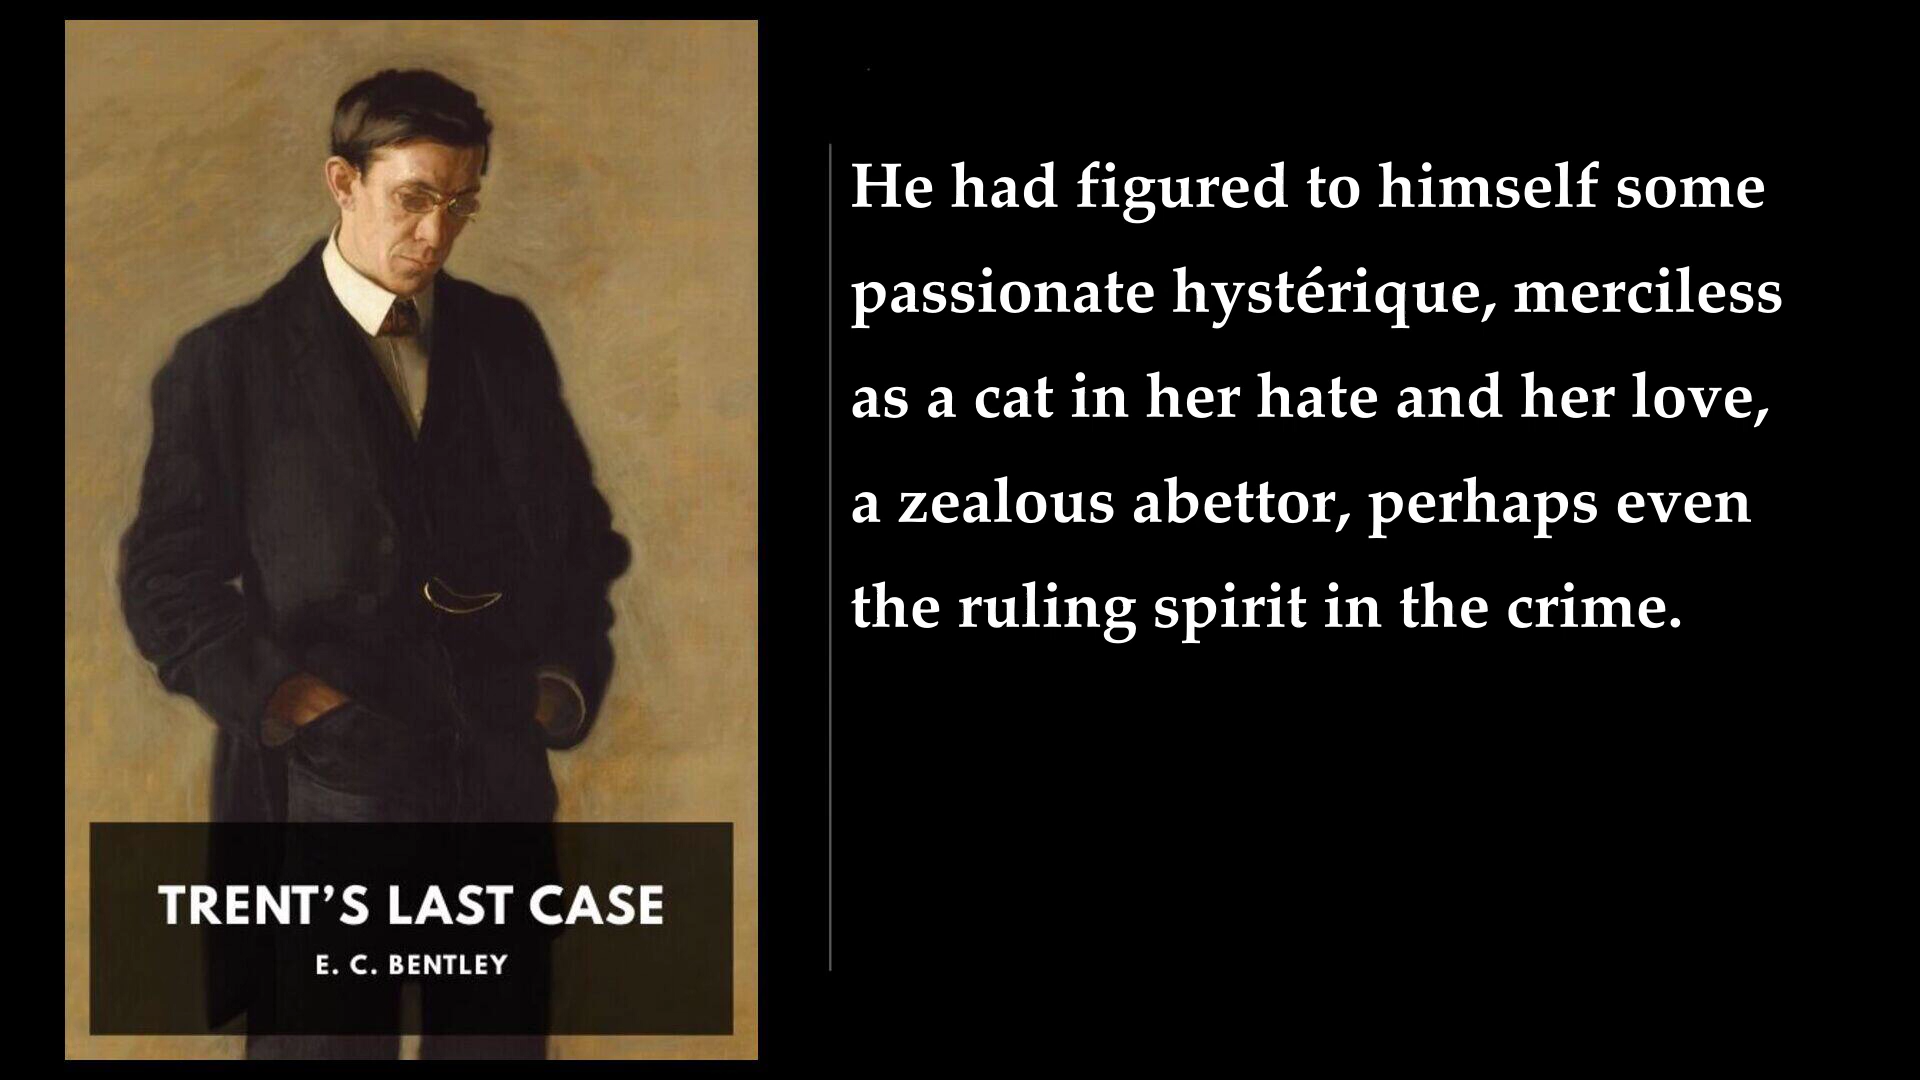 He had figured to himself some
passionate hystérique, merciless
as a cat in her hate and her love,
a zealous abettor, perhaps even
the ruling spirit in the crime.
TRENT’S LAST CASE
E. C. BENTLEY